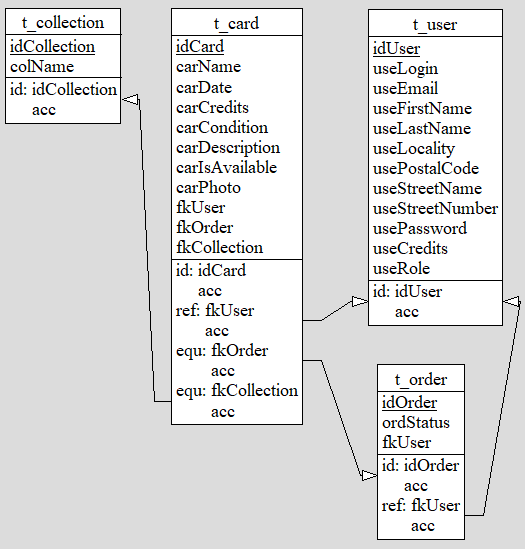 t_collection
idCollection
colName
id: idCollection
acc
t_card
idCard
carName
carDate
carCredits
carCondition
carDescription
carIsAvailable
carPhoto
fkUser
fkOrder
fkCollection
id: idCard
acc
ref: fkUser
acc
equ: fkOrder
acc
equ: fkCollection
acc
t_user
idUser
useLogin
useEmail
useFirstName
useLastName
useLocality
usePostalCode
useStreetName
useStreetNumber
usePassword
useCredits
useRole
id: idUser
acc
t_order
idOrder
ordStatus
fkUser
id: idOrder
acc
ref: fkUser
acc